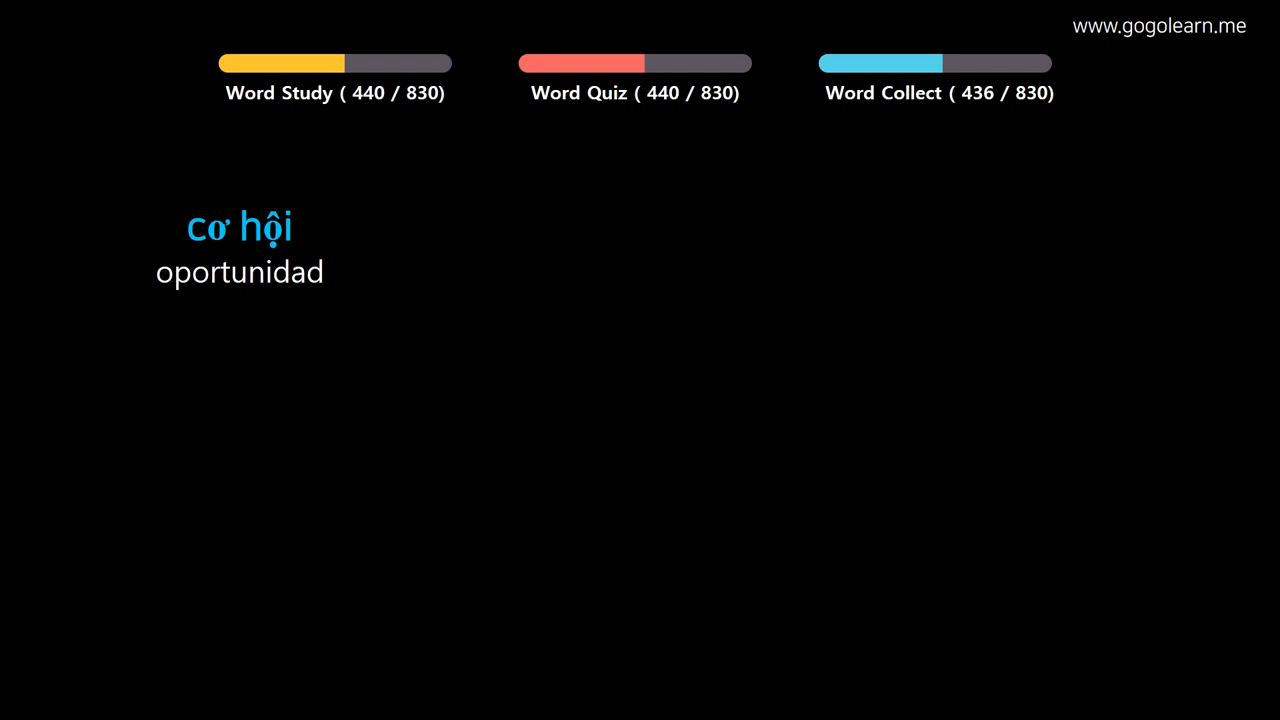 www.gogolearn.me
Word Study ( 440 / 830)
Word Quiz ( 440 / 830)
Word Collect ( 436 / 830)
cơ hội
oportunidad